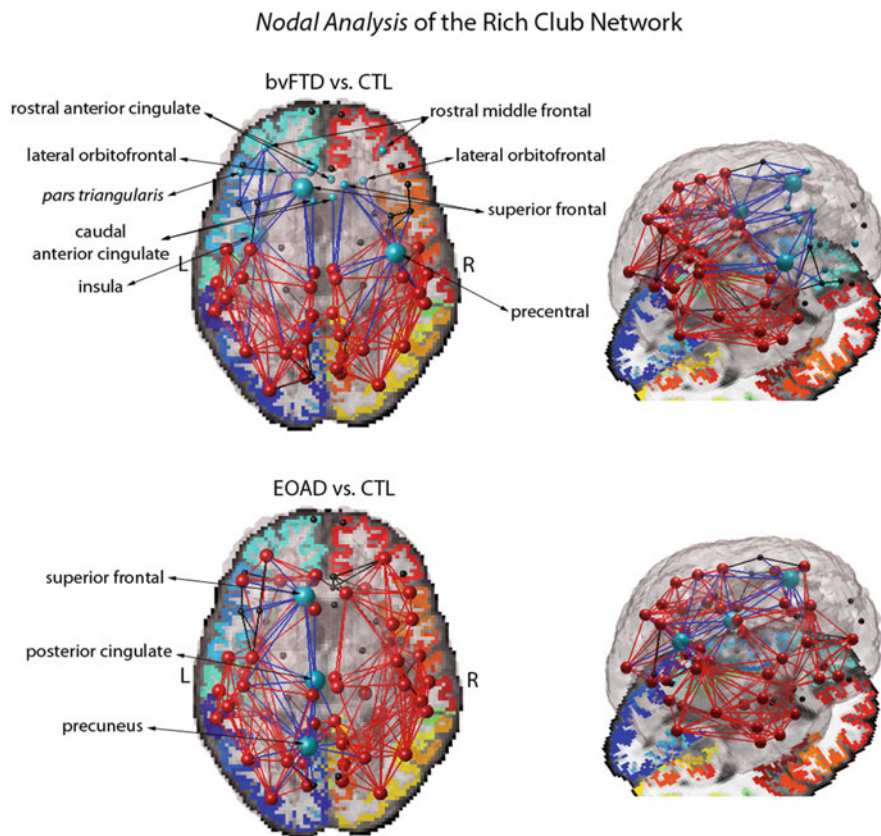 Nodal Analysis of the Rich Club Network
bvFTD vs. CTL
rostral anterior cingulate
rostral middle frontal
lateral orbitofrontal
lateral orbitofrontal
pars triangularis
superior frontal
caudal
anterior cingulate
L
R
insula
precentral
EOAD vs. CTL
superior frontal
posterior cingulate
L
R
precuneus